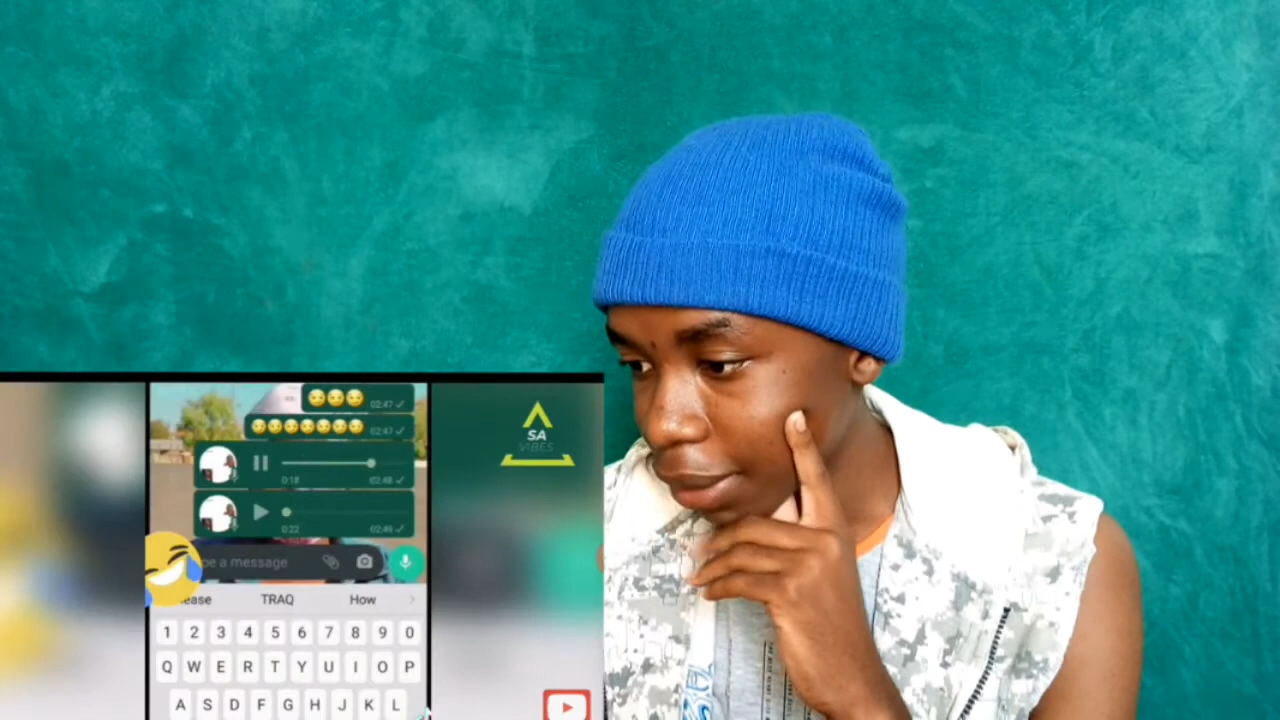 02:47
02:47
SA
VIBES
0:18
02:48
0:22
02:49
pe a message
ease TRAQ How
1 2 3 4 5 6 7 8 9 0
Q W E R T Y U I O P
A S D F G H J K L